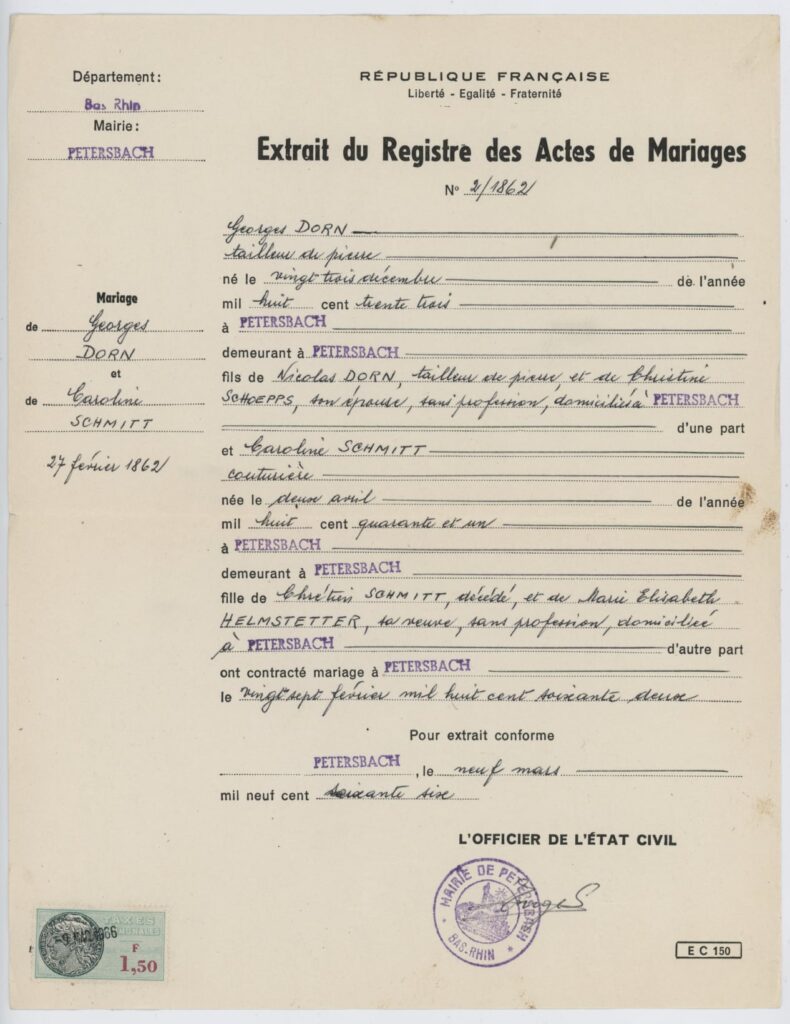 Département :
Bas Rhin
Mairie :
PETERSBACH
Mariage
de Georges
DORN
et
de Caroline
SCHMITT
27 février 1862
RÉPUBLIQUE FRANÇAISE
Liberté - Egalité - Fraternité
Extrait du Registre des Actes de Mariages
N° 2/1862
Georges DORN
tailleur de pierre
né le vingt trois décembre de l'année
mil huit cent trente trois
à PETERSBACH
demeurant à PETERSBACH
fils de Nicolas DORN, tailleur de pierre, et de Christine
SCHOEPPS, son épouse, sans profession, domiciliés à PETERSBACH
d'une part
et Caroline SCHMITT
couturière
née le deux avril de l'année
mil huit cent quarante et un
à PETERSBACH
demeurant à PETERSBACH
fille de Chrétien SCHMITT, décédé, et de Marie Elisabeth
HELMSTETTER, sa veuve, sans profession, domiciliée
à PETERSBACH d'autre part
ont contracté mariage à PETERSBACH
le vingt sept février mil huit cent soixante deux
Pour extrait conforme
PETERSBACH, le neuf mars
mil neuf cent soixante six
L'OFFICIER DE L'ÉTAT CIVIL
MAIRIE DE PETERSBACH
BAS-RHIN
TAXES
COMMUNALES
F
1,50
E C 150